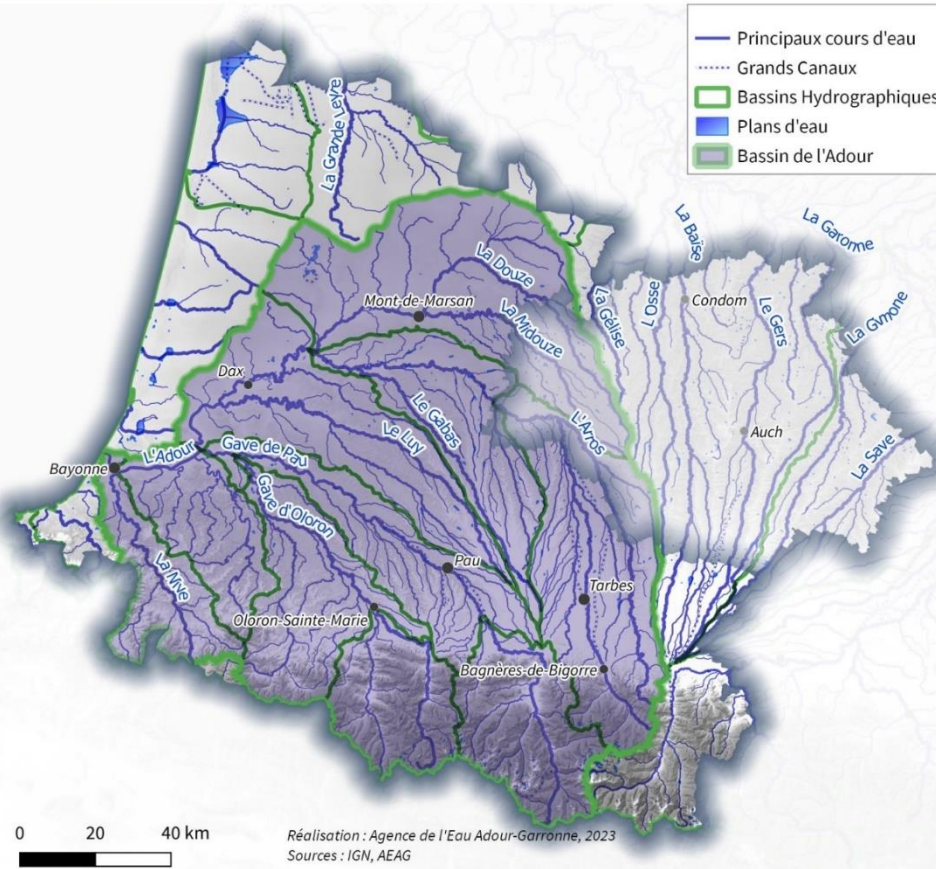 Principaux cours d'eau
Grands Canaux
Bassins Hydrographiques
Plans d'eau
Bassin de l'Adour
La Grande Leyre
La Baïse
La Garonne
La Douze
Mont-de-Marsan
La Midouze
La Gélise
L'Osse
Condom
Le Gers
La Gimone
Dax
Le Gabas
Le Luy
L'Arros
Auch
La Save
Bayonne
L'Adour
Gave de Pau
Gave d'Oloron
La Nive
Pau
Tarbes
Oloron-Sainte-Marie
Bagnères-de-Bigorre
0 20 40 km
Réalisation : Agence de l'Eau Adour-Garronne, 2023
Sources : IGN, AEAG